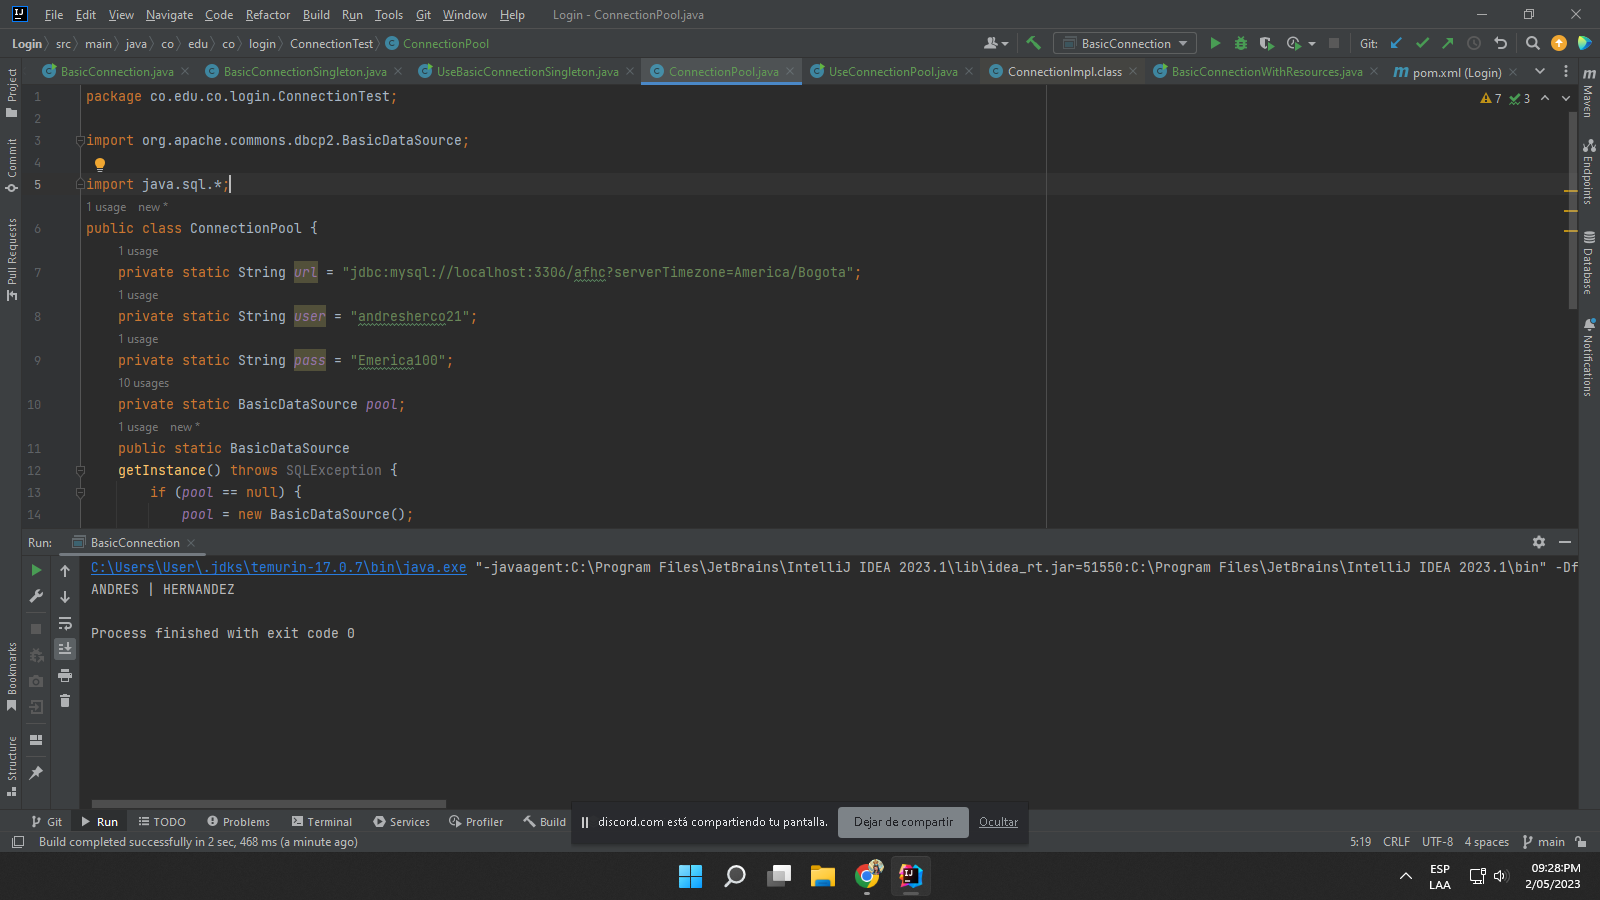 File Edit View Navigate Code Refactor Build Run Tools Git Window Help Login - ConnectionPool.java
Login src main java co edu co login ConnectionTest ConnectionPool BasicConnection Git:
BasicConnection.java BasicConnectionSingleton.java UseBasicConnectionSingleton.java ConnectionPool.java UseConnectionPool.java ConnectionImpl.class BasicConnectionWithResources.java pom.xml (Login)
Project
Commit
Pull Requests
Bookmarks
Structure
1 package co.edu.co.login.ConnectionTest;
2
3 import org.apache.commons.dbcp2.BasicDataSource;
4
5 import java.sql.*;
1 usage new *
6 public class ConnectionPool {
1 usage
7 private static String url = "jdbc:mysql://localhost:3306/afhc?serverTimezone=America/Bogota";
1 usage
8 private static String user = "andresherco21";
1 usage
9 private static String pass = "Emerica100";
10 usages
10 private static BasicDataSource pool;
1 usage new *
11 public static BasicDataSource
12 getInstance() throws SQLException {
13 if (pool == null) {
14 pool = new BasicDataSource();
7 3
Maven
Endpoints
Database
Notifications
Run: BasicConnection
C:\Users\User\.jdks\temurin-17.0.7\bin\java.exe "-javaagent:C:\Program Files\JetBrains\IntelliJ IDEA 2023.1\lib\idea_rt.jar=51550:C:\Program Files\JetBrains\IntelliJ IDEA 2023.1\bin" -Df
ANDRES | HERNANDEZ
Process finished with exit code 0
Git Run TODO Problems Terminal Services Profiler Build
discord.com está compartiendo tu pantalla. Dejar de compartir Ocultar
Build completed successfully in 2 sec, 468 ms (a minute ago) 5:19 CRLF UTF-8 4 spaces main
ESP
LAA
09:28:PM
2/05/2023